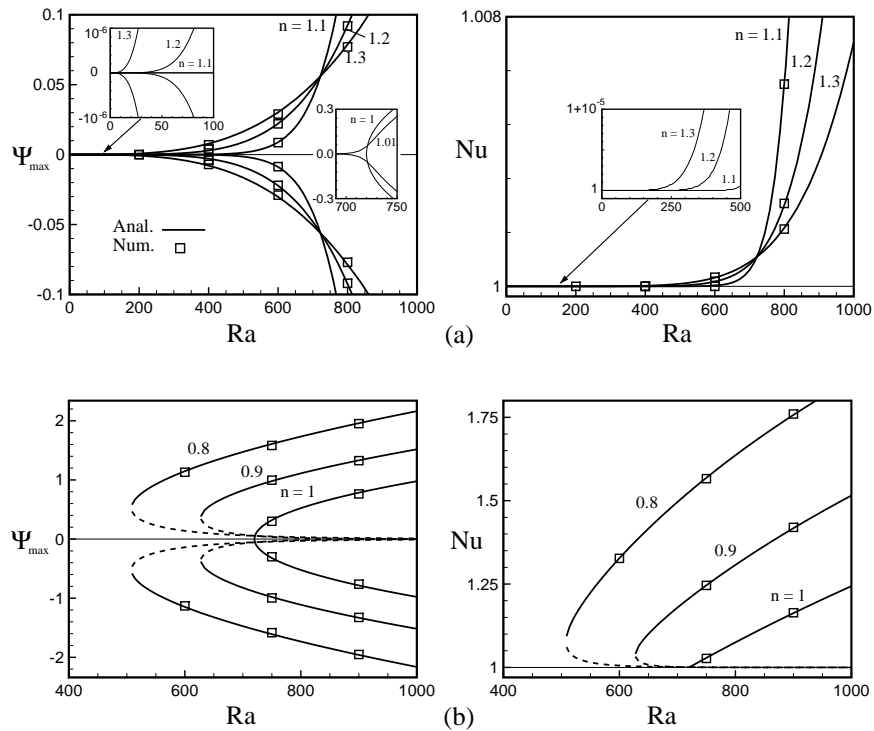 0.1
0.05
0
-0.05
-0.1
Ψmax
0 200 400 600 800 1000
Ra
n = 1.1
1.2
1.3
10-6
0
-10-6
1.3
1.2
n = 1.1
0 50 100
0.3
0.0
-0.3
n = 1
1.01
700 750
Anal.
Num.
1.008
Nu
1
0 200 400 600 800 1000
Ra
n = 1.1
1.2
1.3
1+10-5
1
n = 1.3
1.2
1.1
0 250 500
(a)
2
1
0
-1
-2
Ψmax
400 600 800 1000
Ra
0.8
0.9
n = 1
1.75
1.5
1.25
1
Nu
400 600 800 1000
Ra
0.8
0.9
n = 1
(b)